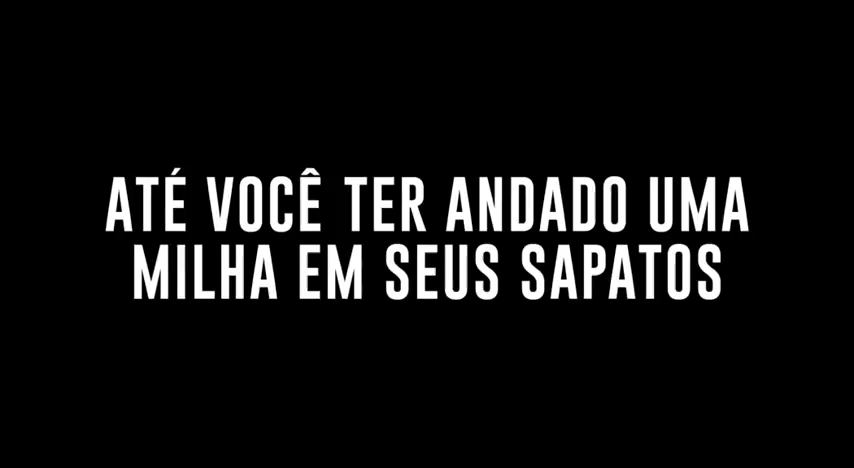 ATÉ VOCÊ TER ANDADO UMA
MILHA EM SEUS SAPATOS